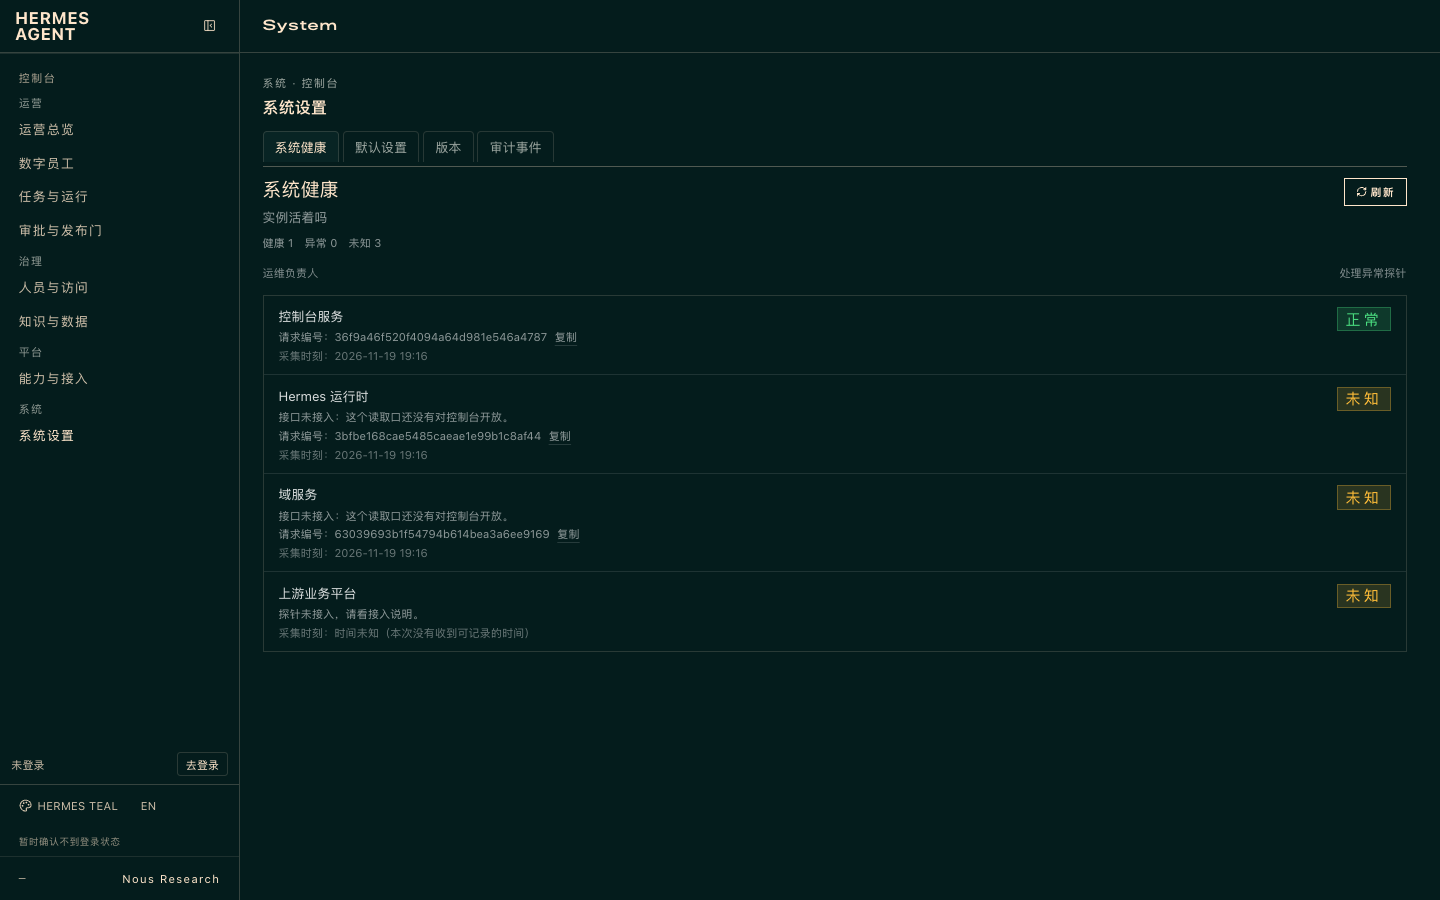 HERMES
AGENT
System
控制台
运营
运营总览
数字员工
任务与运行
审批与发布门
治理
人员与访问
知识与数据
平台
能力与接入
系统
系统设置
未登录
去登录
HERMES TEAL
EN
暂时确认不到登录状态
—
Nous Research
系统 · 控制台
系统设置
系统健康
默认设置
版本
审计事件
系统健康
刷新
实例活着吗
健康 1 异常 0 未知 3
运维负责人
处理异常探针
控制台服务
正常
请求编号：36f9a46f520f4094a64d981e546a4787 复制
采集时刻：2026-11-19 19:16
Hermes 运行时
未知
接口未接入：这个读取口还没有对控制台开放。
请求编号：3bfbe168cae5485caeae1e99b1c8af44 复制
采集时刻：2026-11-19 19:16
域服务
未知
接口未接入：这个读取口还没有对控制台开放。
请求编号：63039693b1f54794b614bea3a6ee9169 复制
采集时刻：2026-11-19 19:16
上游业务平台
未知
探针未接入，请看接入说明。
采集时刻：时间未知（本次没有收到可记录的时间）